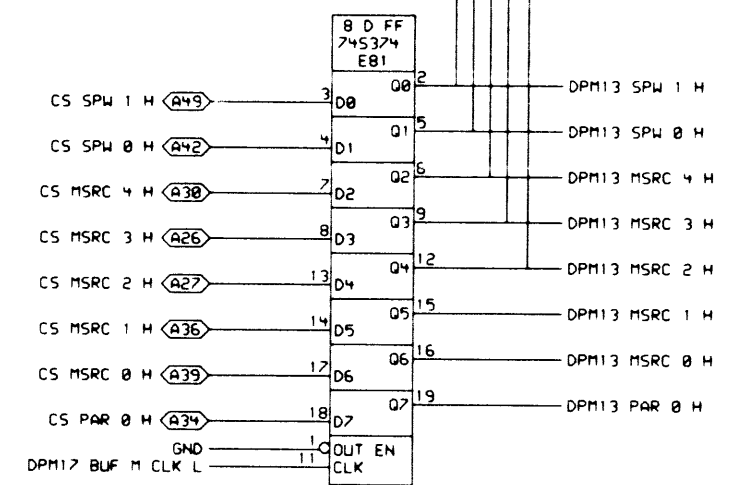 8 D FF
74S374
E81
Q0 2 DPM13 SPW 1 H
CS SPW 1 H A49 3 D0
Q1 5 DPM13 SPW 0 H
CS SPW 0 H A42 4 D1
Q2 6 DPM13 MSRC 4 H
CS MSRC 4 H A30 7 D2
Q3 9 DPM13 MSRC 3 H
CS MSRC 3 H A26 8 D3
Q4 12 DPM13 MSRC 2 H
CS MSRC 2 H A27 13 D4
Q5 15 DPM13 MSRC 1 H
CS MSRC 1 H A36 14 D5
Q6 16 DPM13 MSRC 0 H
CS MSRC 0 H A39 17 D6
Q7 19 DPM13 PAR 0 H
CS PAR 0 H A34 18 D7
GND 1 OUT EN
DPM17 BUF M CLK L 11 CLK